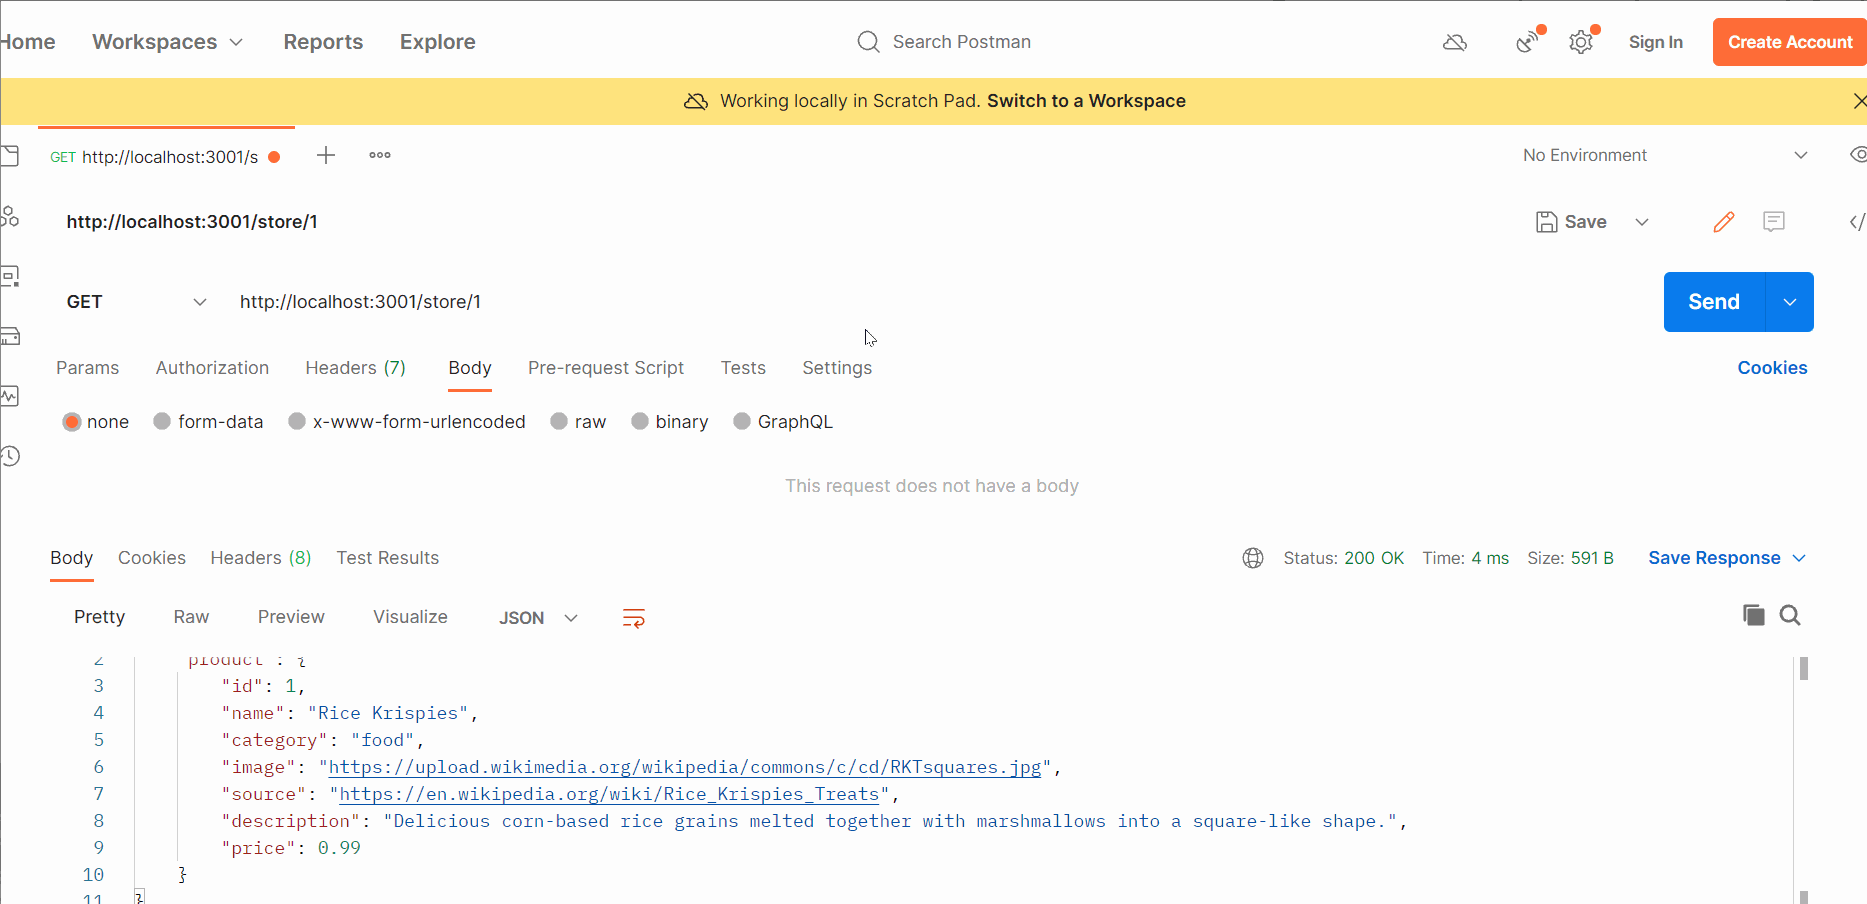 Home Workspaces Reports Explore Search Postman Sign In Create Account
Working locally in Scratch Pad. Switch to a Workspace
GET http://localhost:3001/s No Environment
http://localhost:3001/store/1 Save
GET http://localhost:3001/store/1 Send
Params Authorization Headers (7) Body Pre-request Script Tests Settings Cookies
none form-data x-www-form-urlencoded raw binary GraphQL
This request does not have a body
Body Cookies Headers (8) Test Results Status: 200 OK Time: 4 ms Size: 591 B Save Response
Pretty Raw Preview Visualize JSON
2 product": {
3 "id": 1,
4 "name": "Rice Krispies",
5 "category": "food",
6 "image": "https://upload.wikimedia.org/wikipedia/commons/c/cd/RKTsquares.jpg",
7 "source": "https://en.wikipedia.org/wiki/Rice_Krispies_Treats",
8 "description": "Delicious corn-based rice grains melted together with marshmallows into a square-like shape.",
9 "price": 0.99
10 }
11 }